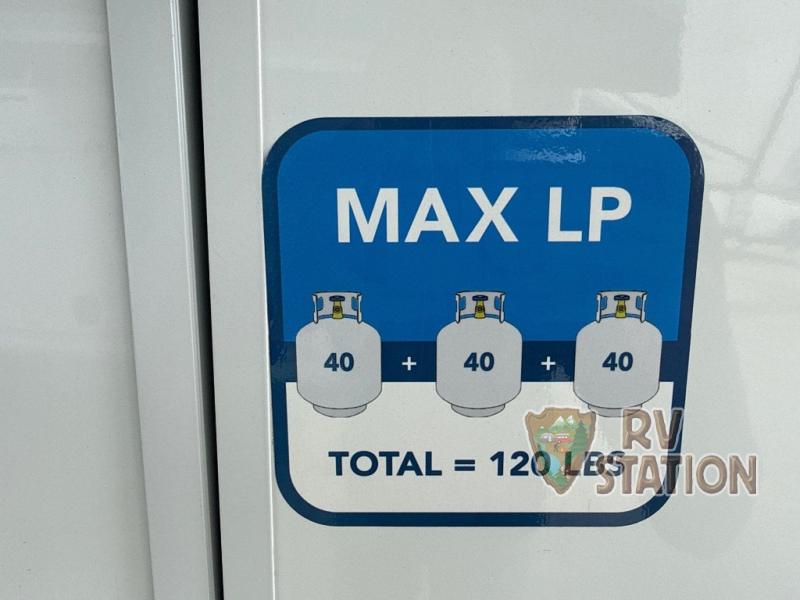 MAX LP
40 + 40 + 40
TOTAL = 120 LBS
RV
STATION